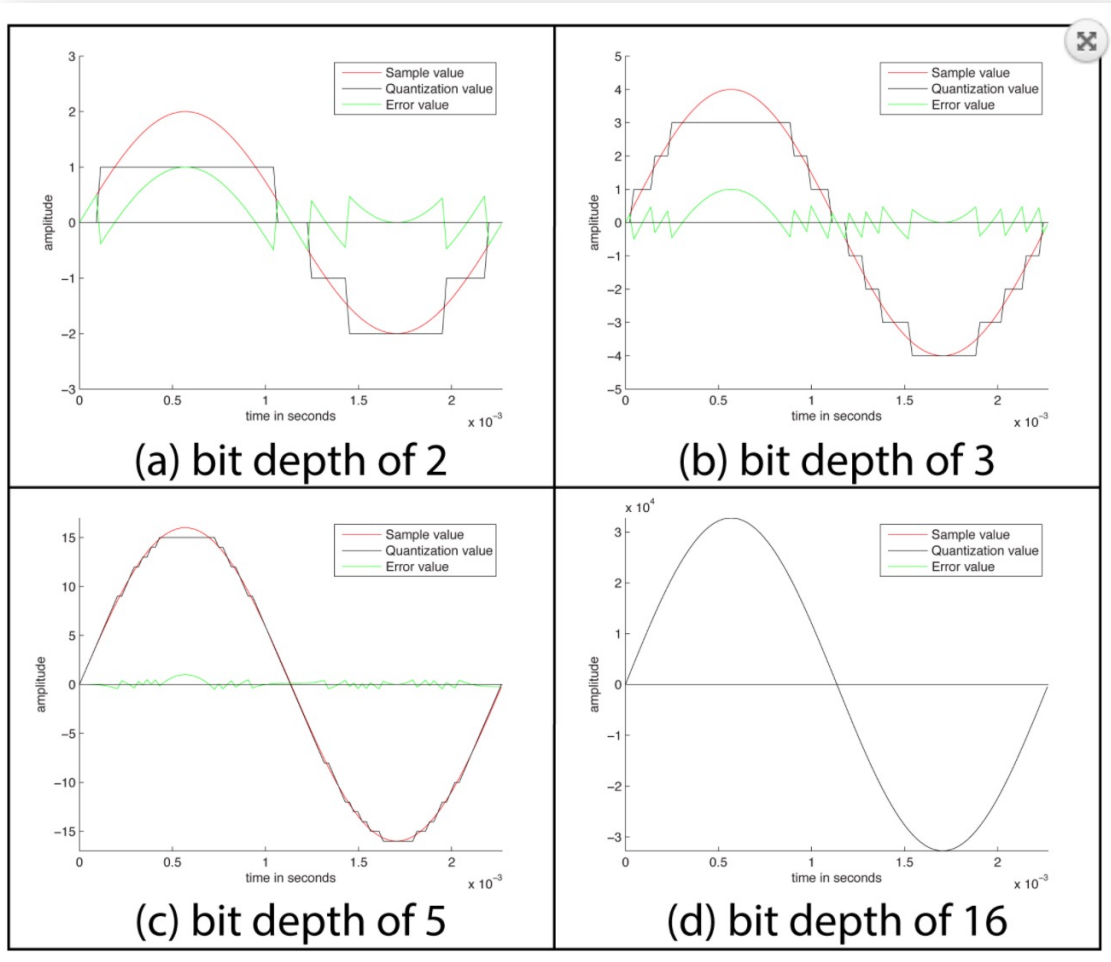 3
2
1
0
−1
−2
−3
amplitude
Sample value
Quantization value
Error value
0
0.5
1
1.5
2
time in seconds
x 10⁻³
(a) bit depth of 2
5
4
3
2
1
0
−1
−2
−3
−4
−5
amplitude
Sample value
Quantization value
Error value
0
0.5
1
1.5
2
time in seconds
x 10⁻³
(b) bit depth of 3
15
10
5
0
−5
−10
−15
amplitude
Sample value
Quantization value
Error value
0
0.5
1
1.5
2
time in seconds
x 10⁻³
(c) bit depth of 5
x 10⁴
3
2
1
0
−1
−2
−3
amplitude
Sample value
Quantization value
Error value
0
0.5
1
1.5
2
time in seconds
x 10⁻³
(d) bit depth of 16